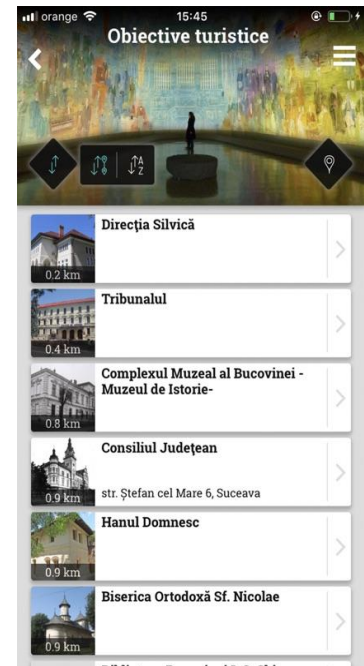 orange 15:45
Obiective turistice
A
Z
Direcția Silvică
0.2 km
Tribunalul
0.4 km
Complexul Muzeal al Bucovinei -
Muzeul de Istorie-
0.8 km
Consiliul Județean
str. Ștefan cel Mare 6, Suceava
0.9 km
Hanul Domnesc
0.9 km
Biserica Ortodoxă Sf. Nicolae
0.9 km